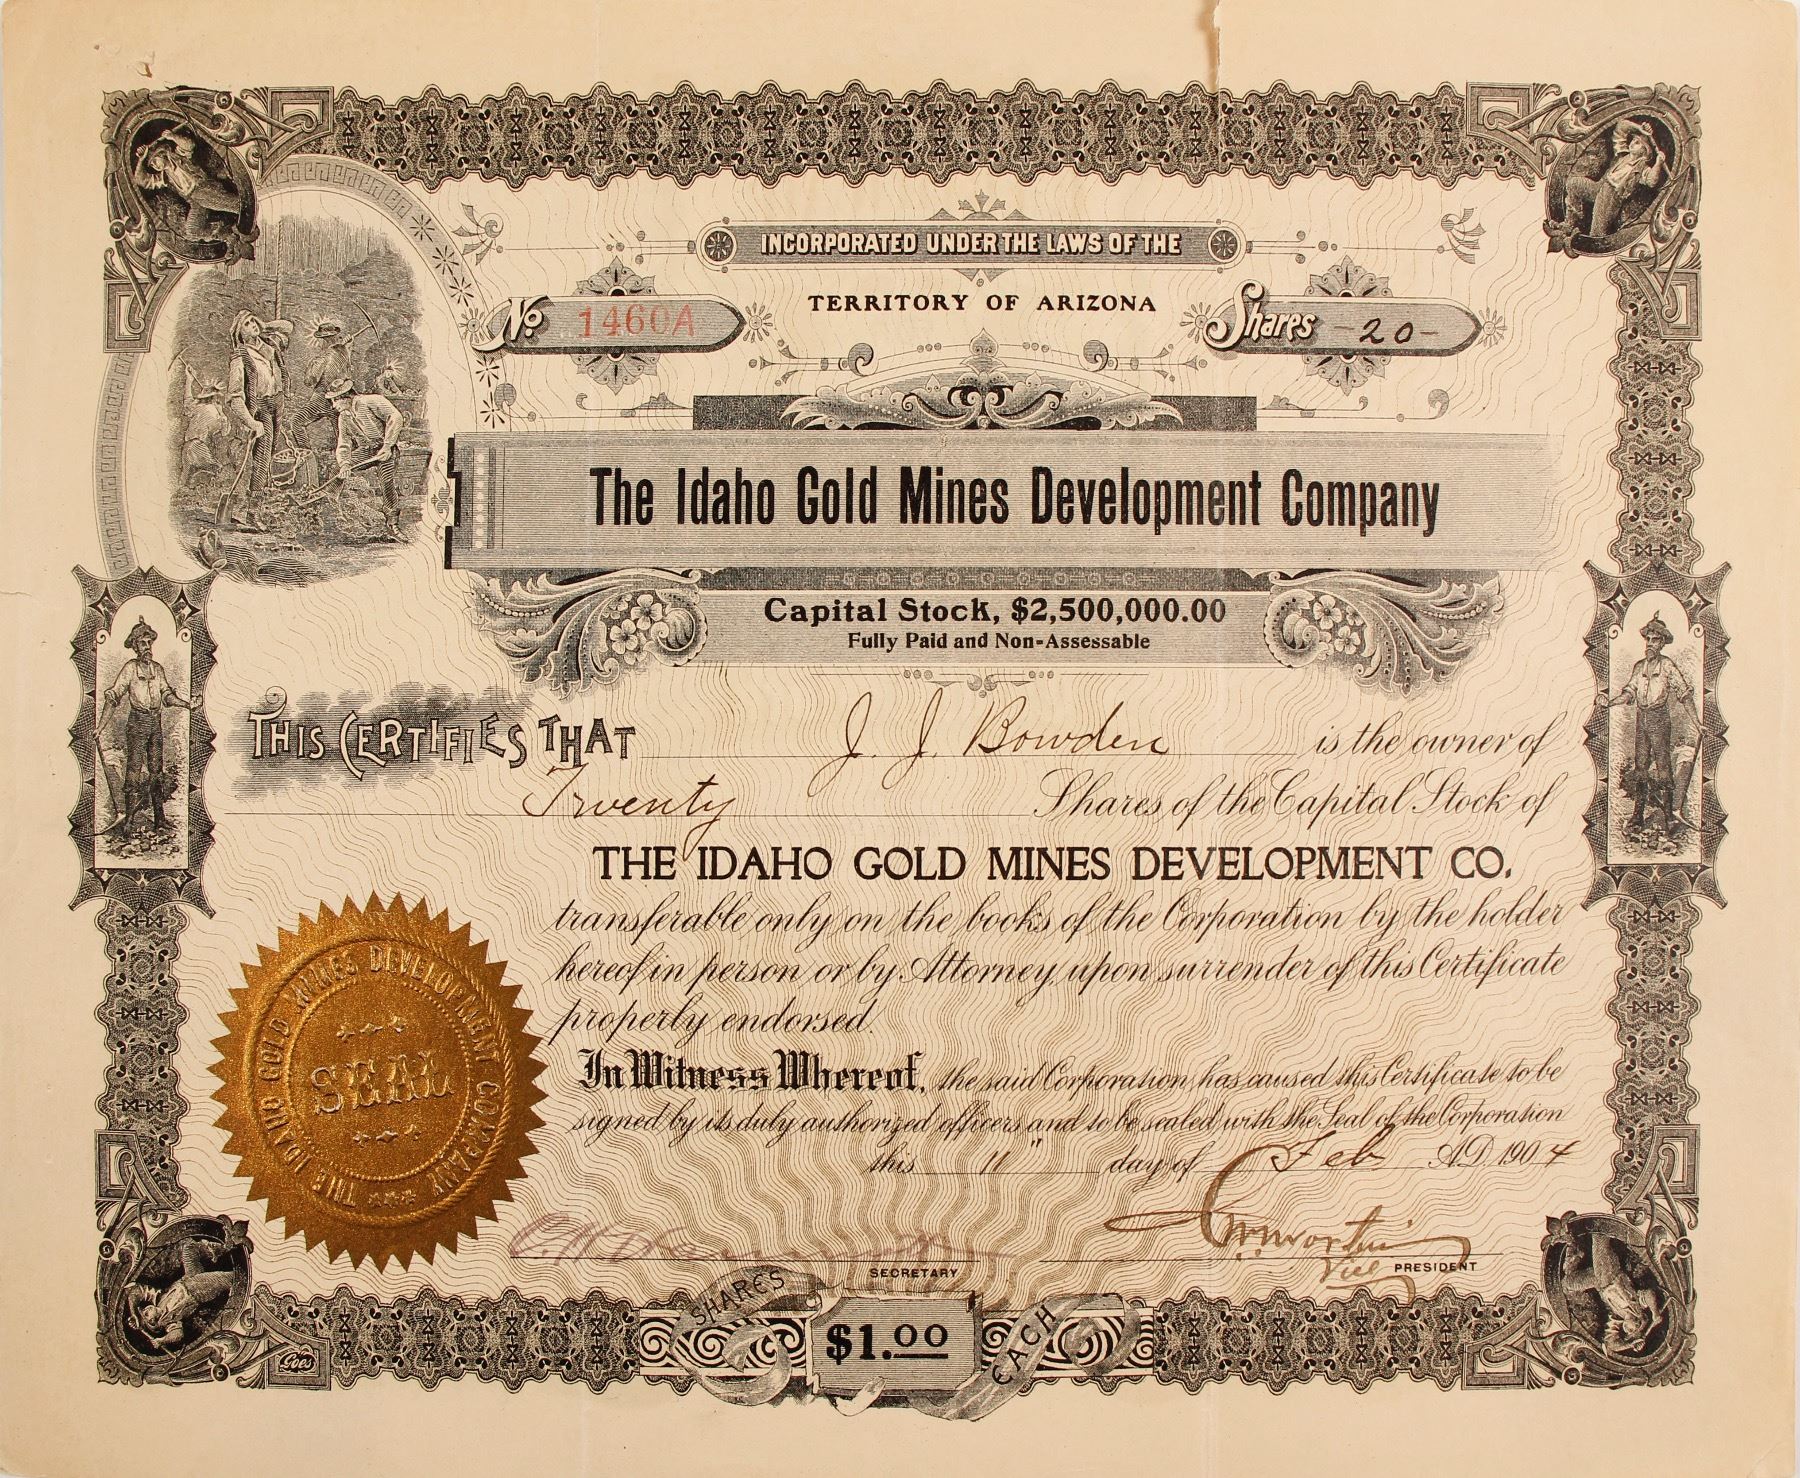 INCORPORATED UNDER THE LAWS OF THE
TERRITORY OF ARIZONA
No. 1460A
Shares -20-
The Idaho Gold Mines Development Company
Capital Stock, $2,500,000.00
Fully Paid and Non-Assessable
THIS CERTIFIES THAT J. J. Bowden is the owner of
Twenty Shares of the Capital Stock of
THE IDAHO GOLD MINES DEVELOPMENT CO.
transferable only on the books of the Corporation by the holder
hereof in person or by Attorney, upon surrender of this Certificate
properly endorsed.
In Witness Whereof, the said Corporation has caused this Certificate to be
signed by its duly authorized officers and to be sealed with the Seal of the Corporation
this 11" day of Feb A.D. 1904
THE IDAHO GOLD MINES DEVELOPMENT COMPANY
SEAL
SECRETARY
Vice PRESIDENT
SHARES $1.00 EACH
Goes